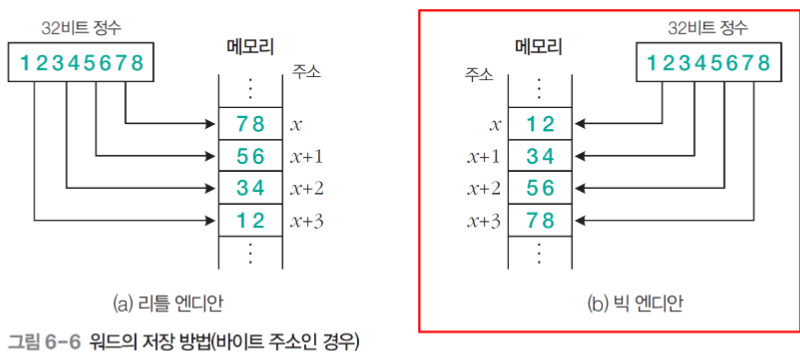 32비트 정수
12345678
메모리
주소
⋮
78 x
56 x+1
34 x+2
12 x+3
⋮
(a) 리틀 엔디안
32비트 정수
12345678
메모리
주소
⋮
x 12
x+1 34
x+2 56
x+3 78
⋮
(b) 빅 엔디안
그림 6-6 워드의 저장 방법(바이트 주소인 경우)